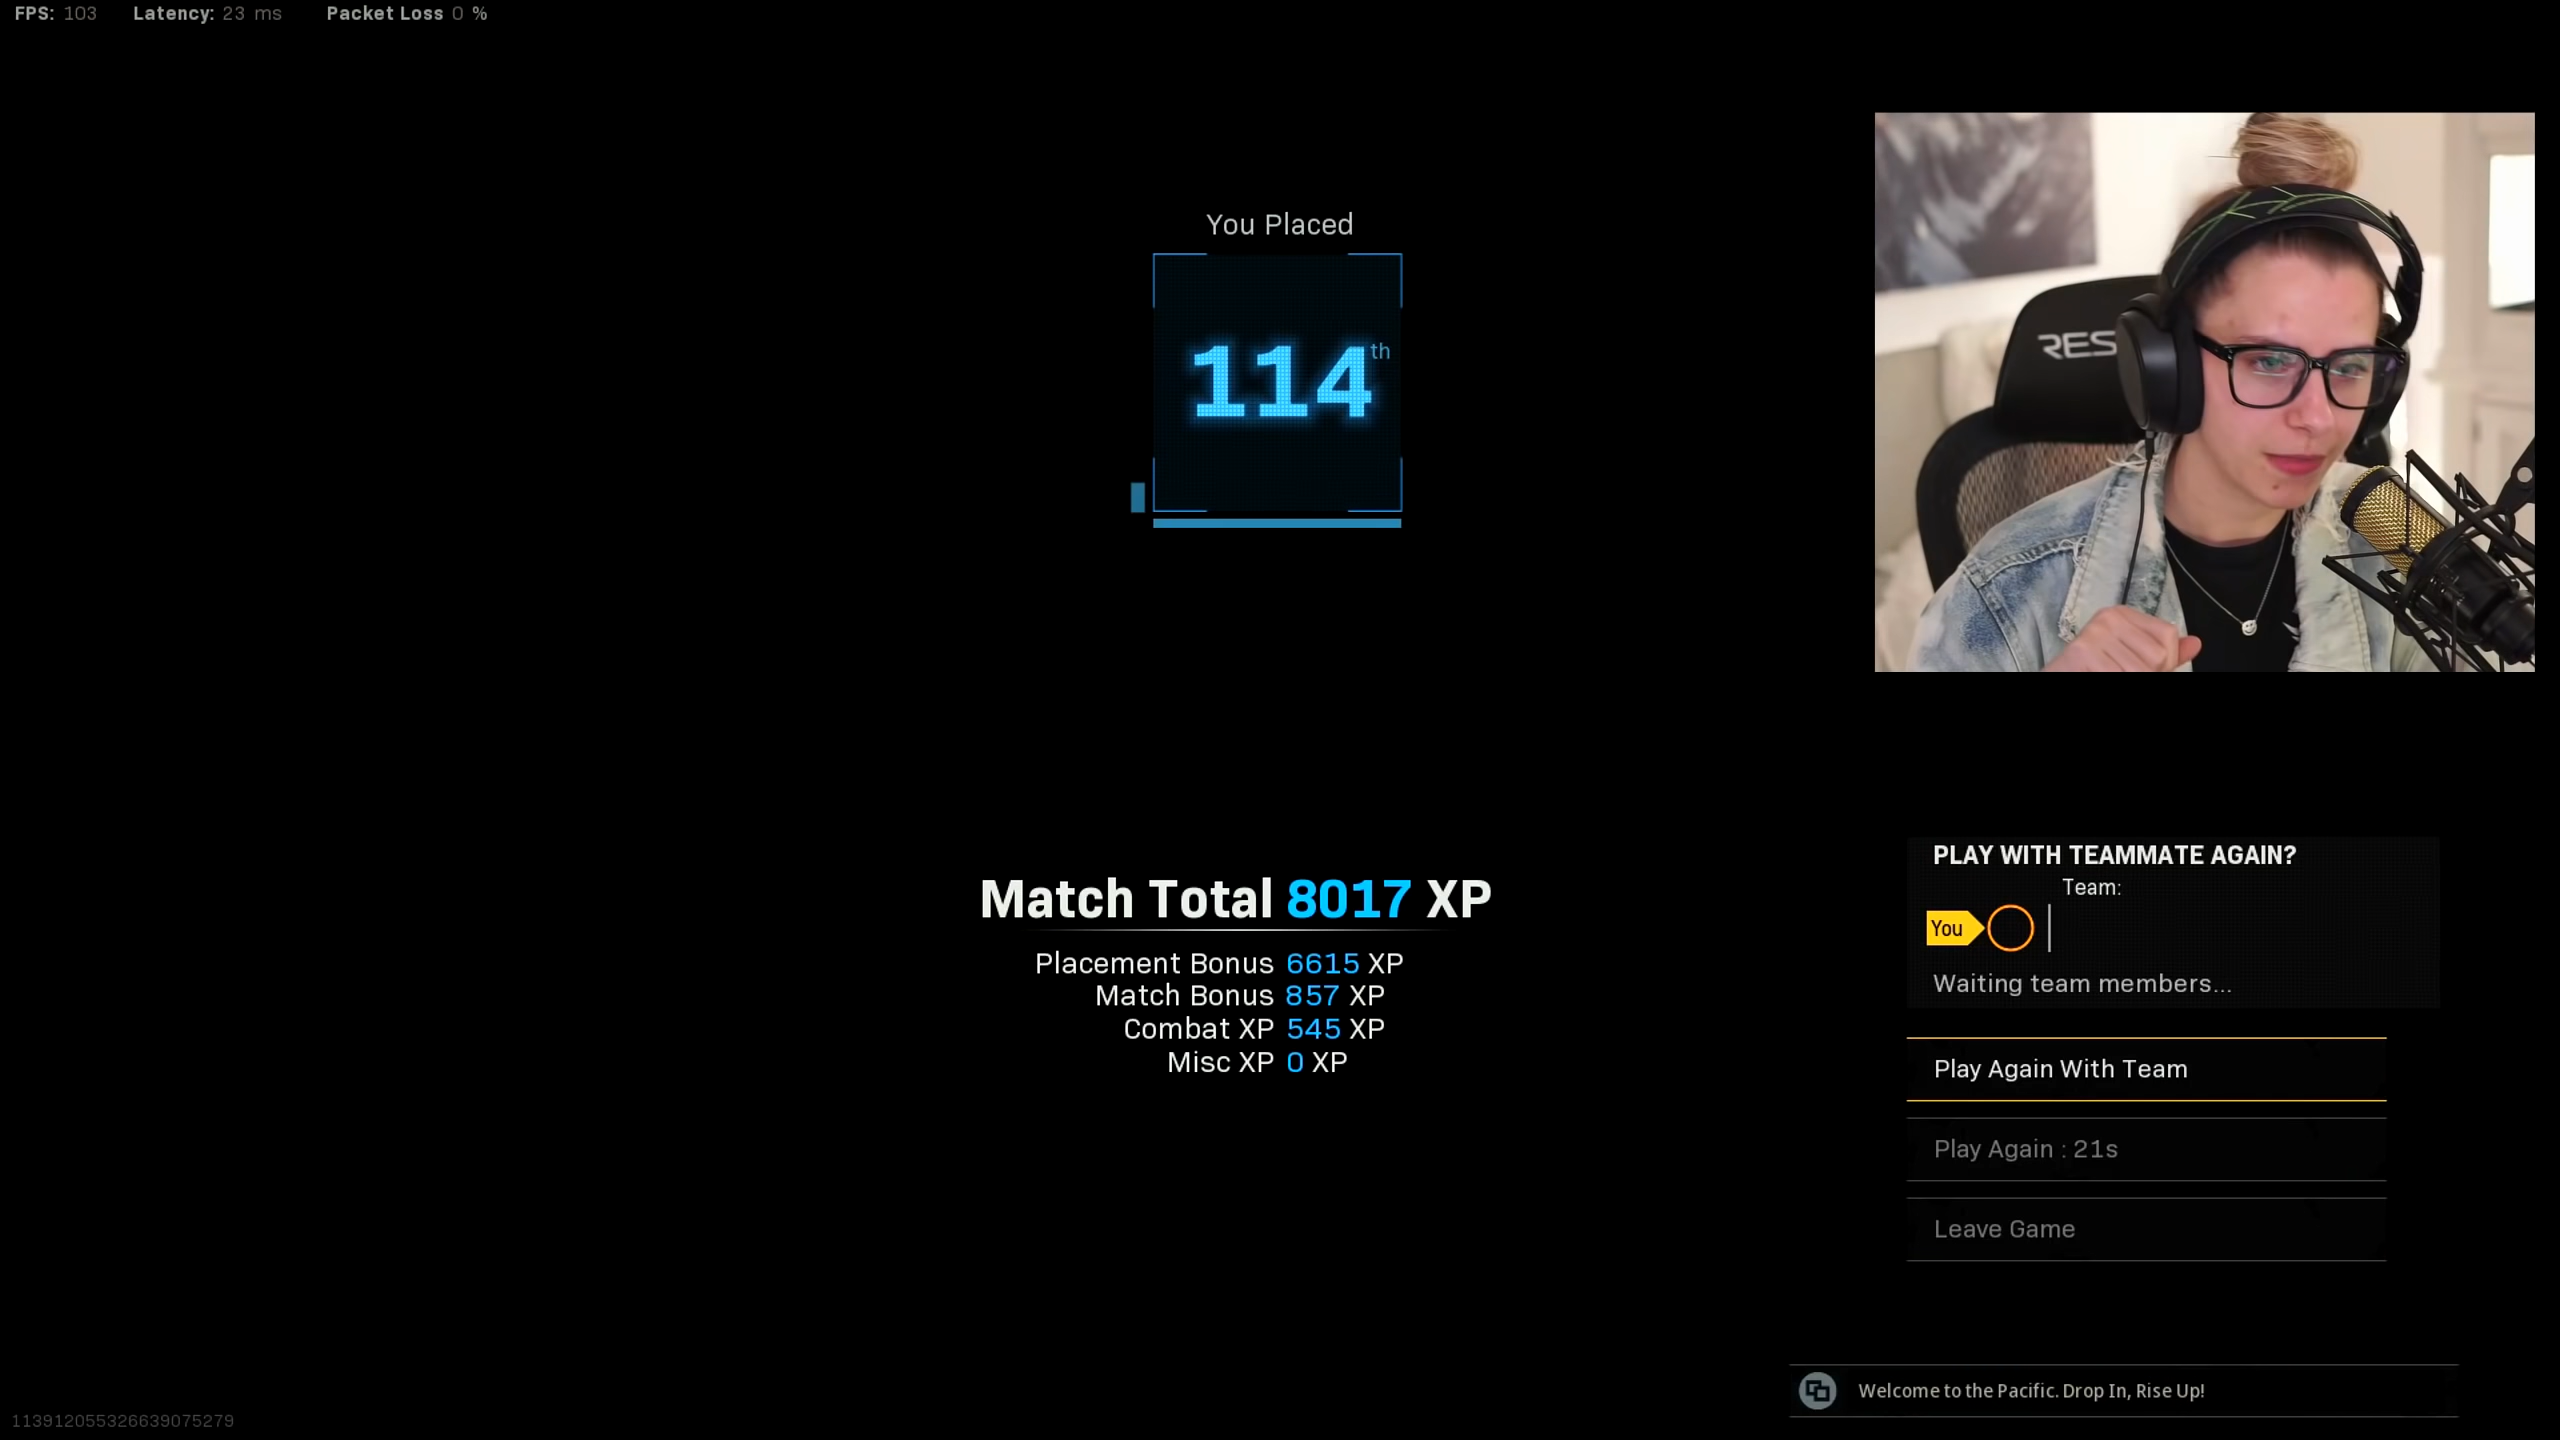 FPS: 103 Latency: 23 ms Packet Loss 0 %
You Placed
114th
RES
Match Total 8017 XP
Placement Bonus 6615 XP
Match Bonus 857 XP
Combat XP 545 XP
Misc XP 0 XP
PLAY WITH TEAMMATE AGAIN?
Team:
You
Waiting team members...
Play Again With Team
Play Again : 21s
Leave Game
Welcome to the Pacific. Drop In, Rise Up!
113912055326639075279